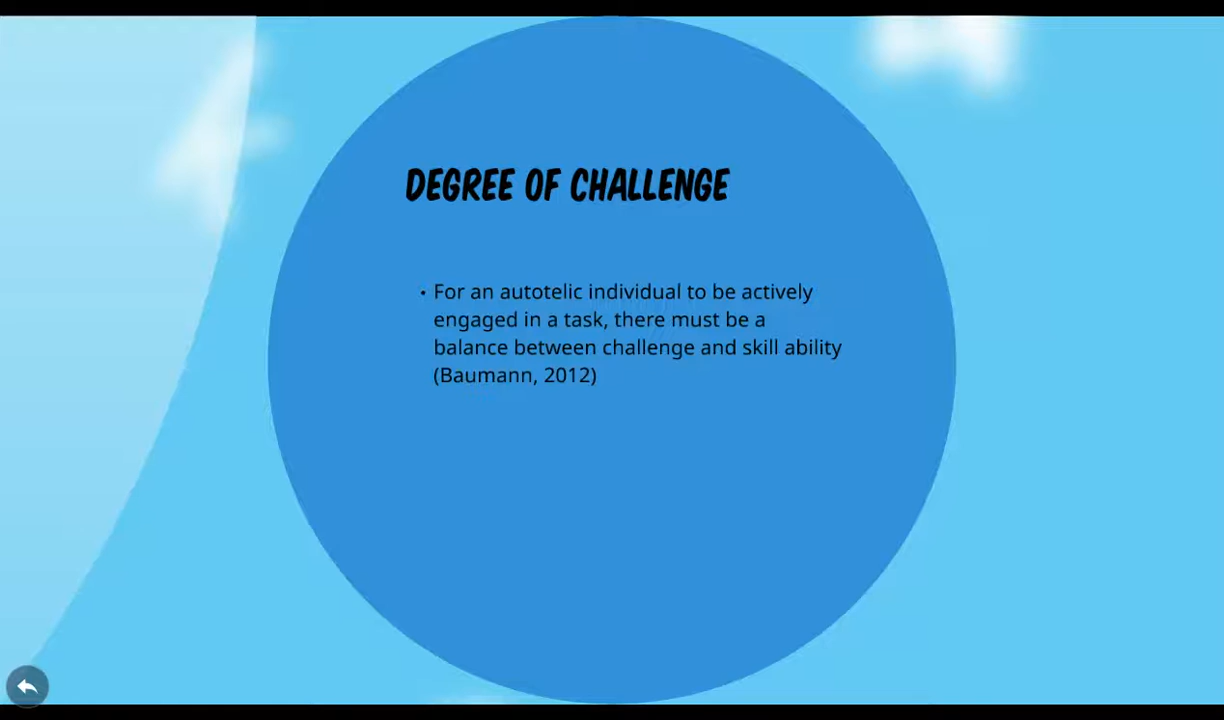 DEGREE OF CHALLENGE
• For an autotelic individual to be actively
engaged in a task, there must be a
balance between challenge and skill ability
(Baumann, 2012)